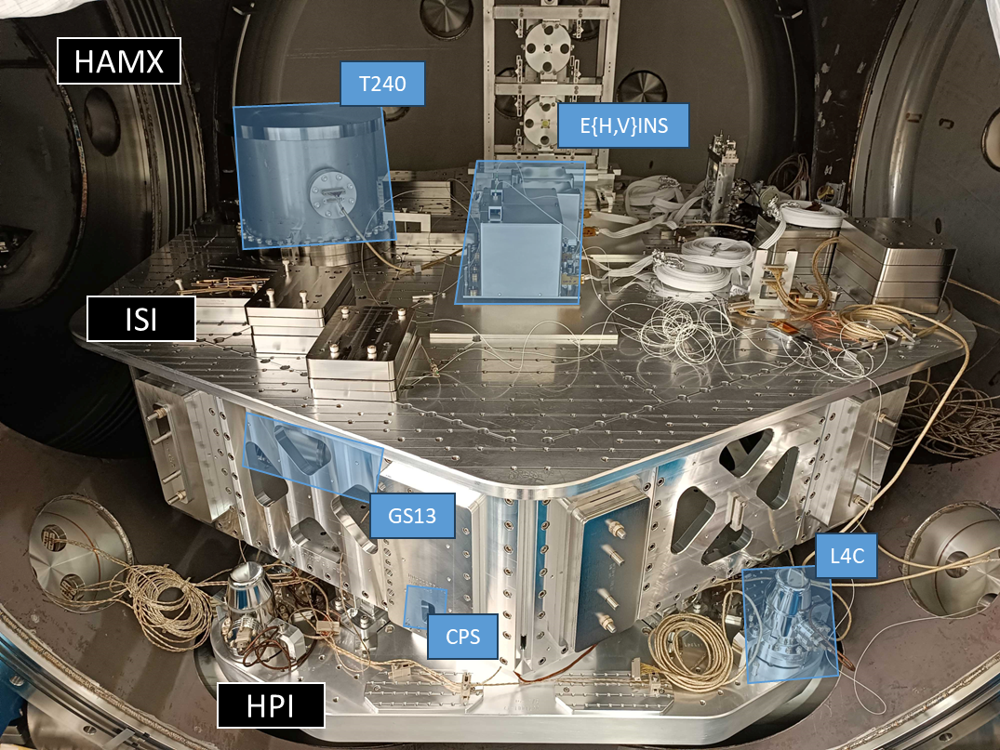 HAMX
T240
E{H,V}INS
ISI
GS13
L4C
CPS
HPI